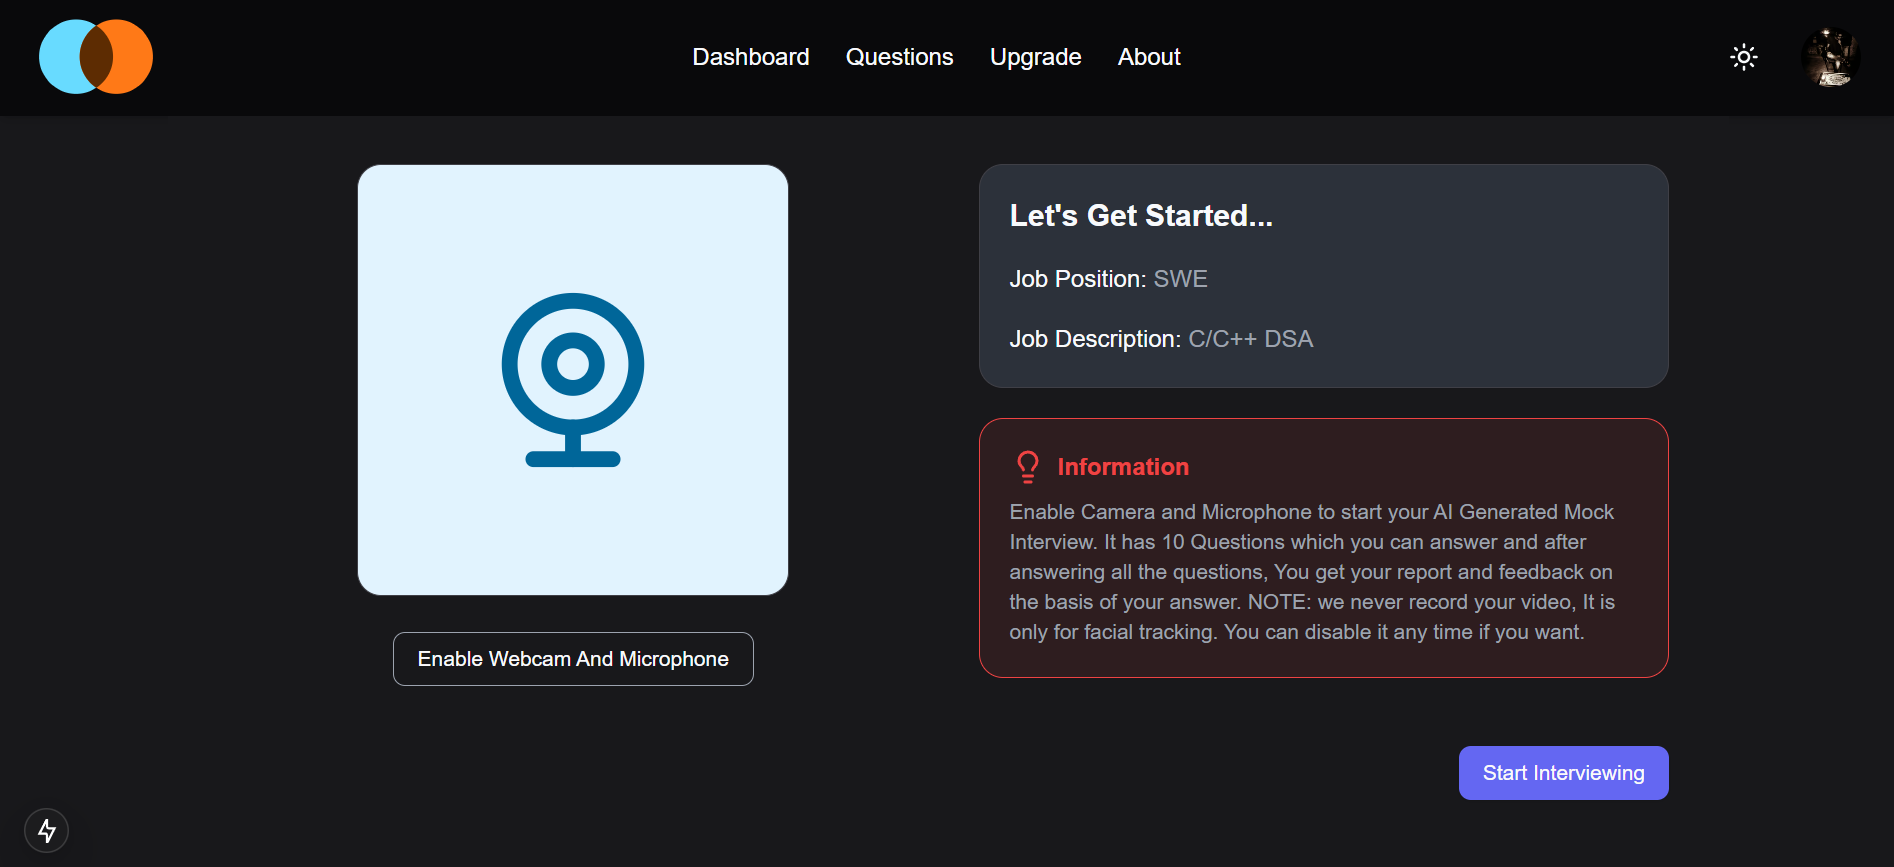 Dashboard Questions Upgrade About
Let's Get Started...
Job Position: SWE
Job Description: C/C++ DSA
Information
Enable Camera and Microphone to start your AI Generated Mock
Interview. It has 10 Questions which you can answer and after
answering all the questions, You get your report and feedback on
the basis of your answer. NOTE: we never record your video, It is
only for facial tracking. You can disable it any time if you want.
Enable Webcam And Microphone
Start Interviewing